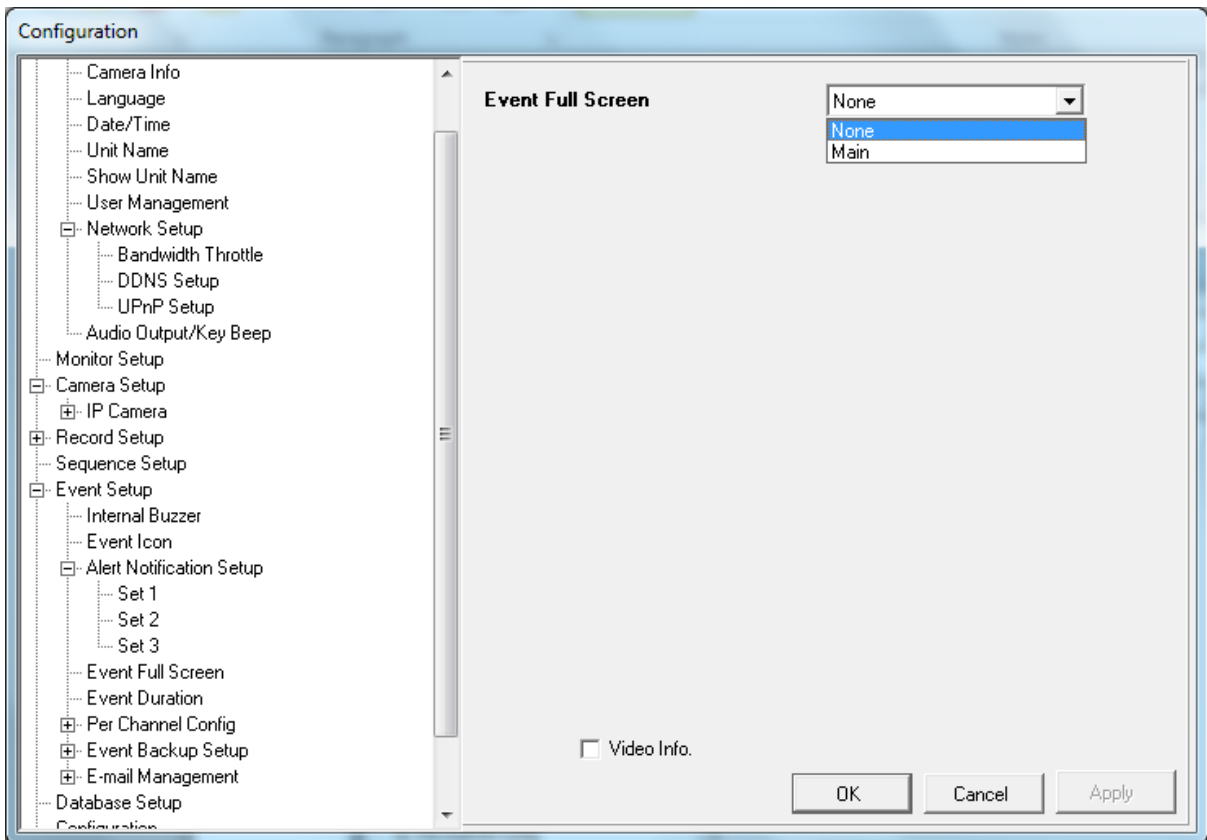 Configuration
Camera Info
Language
Date/Time
Unit Name
Show Unit Name
User Management
Network Setup
Bandwidth Throttle
DDNS Setup
UPnP Setup
Audio Output/Key Beep
Monitor Setup
Camera Setup
IP Camera
Record Setup
Sequence Setup
Event Setup
Internal Buzzer
Event Icon
Alert Notification Setup
Set 1
Set 2
Set 3
Event Full Screen
Event Duration
Per Channel Config
Event Backup Setup
E-mail Management
Database Setup
Configuration
Event Full Screen
None
None
Main
Video Info.
OK
Cancel
Apply